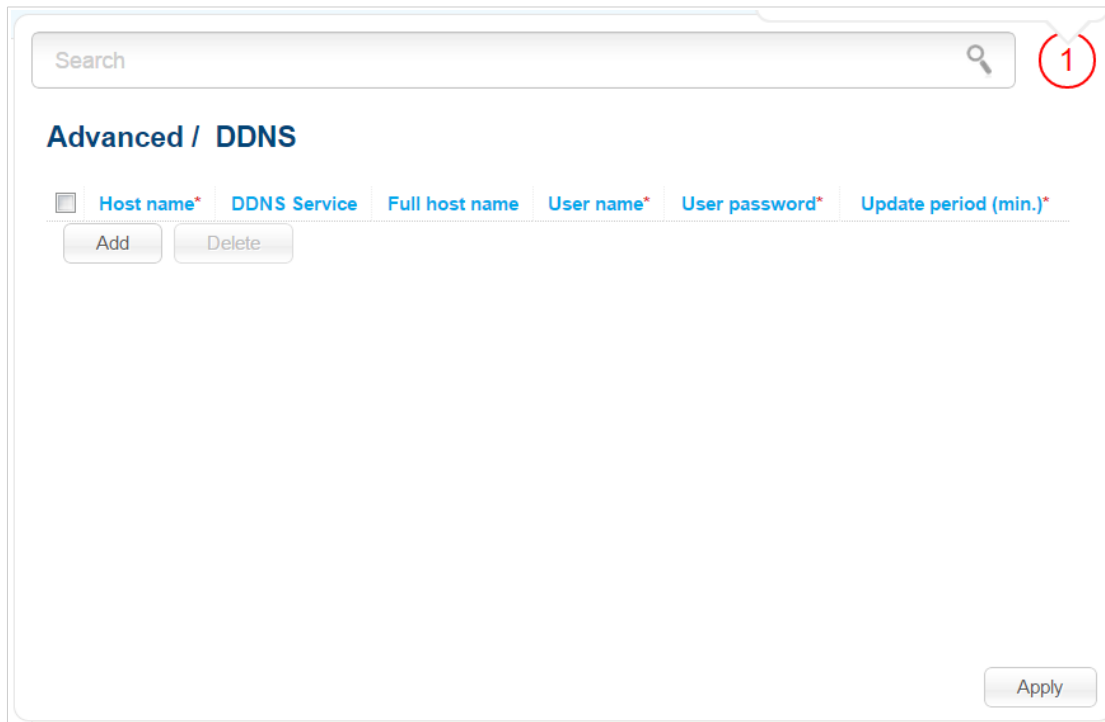 Search
1
Advanced / DDNS
Host name* DDNS Service Full host name User name* User password* Update period (min.)*
Add Delete
Apply